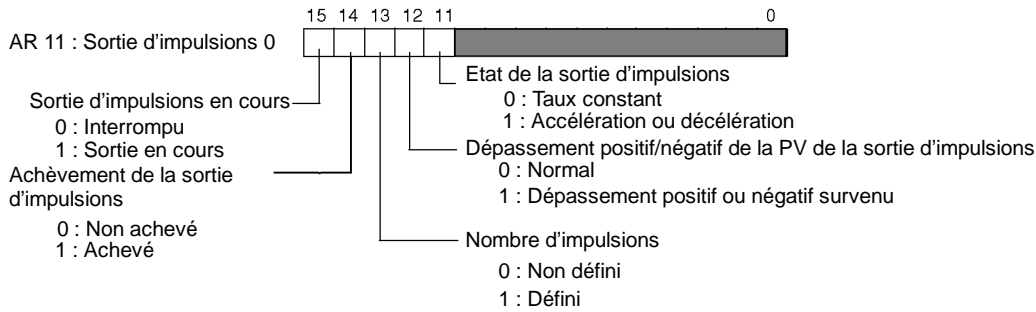 15 14 13 12 11 0
AR 11 : Sortie d'impulsions 0
Sortie d'impulsions en cours
0 : Interrompu
1 : Sortie en cours
Achèvement de la sortie
d'impulsions
0 : Non achevé
1 : Achevé
Etat de la sortie d'impulsions
0 : Taux constant
1 : Accélération ou décélération
Dépassement positif/négatif de la PV de la sortie d'impulsions
0 : Normal
1 : Dépassement positif ou négatif survenu
Nombre d'impulsions
0 : Non défini
1 : Défini